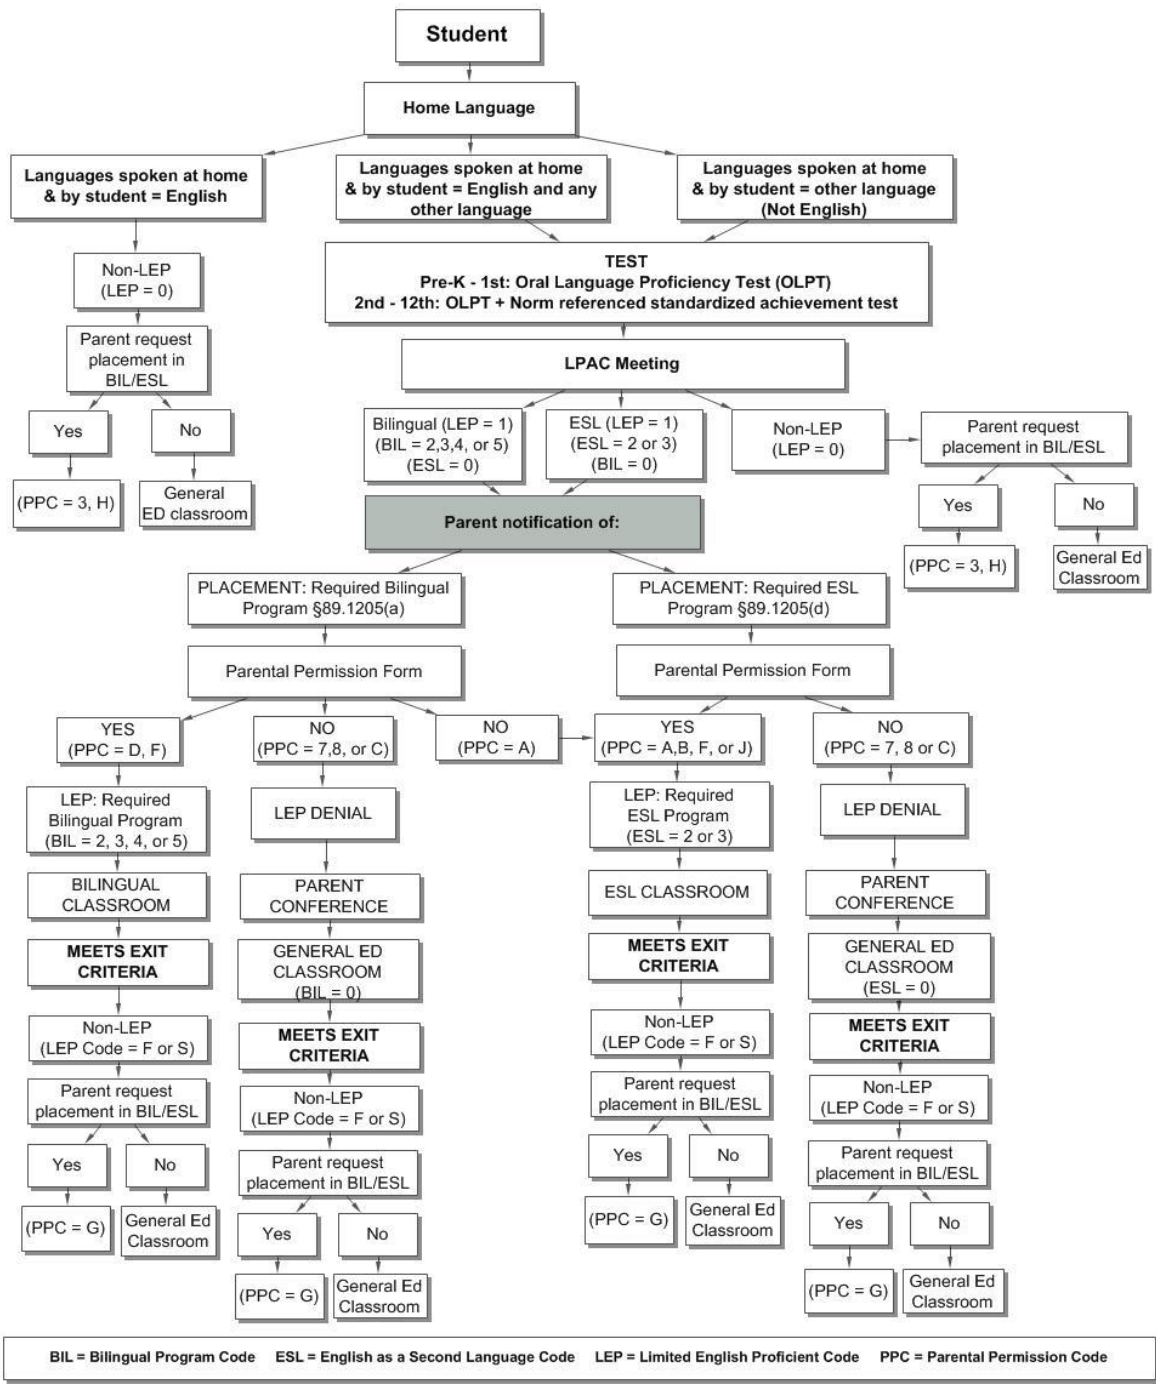 Student
Home Language
Languages spoken at home
& by student = English
Languages spoken at home
& by student = English and any
other language
Languages spoken at home
& by student = other language
(Not English)
Non-LEP
(LEP = 0)
Parent request
placement in
BIL/ESL
Yes
No
(PPC = 3, H)
General
ED classroom
TEST
Pre-K - 1st: Oral Language Proficiency Test (OLPT)
2nd - 12th: OLPT + Norm referenced standardized achievement test
LPAC Meeting
Bilingual (LEP = 1)
(BIL = 2,3,4, or 5)
(ESL = 0)
ESL (LEP = 1)
(ESL = 2 or 3)
(BIL = 0)
Non-LEP
(LEP = 0)
Parent request
placement in BIL/ESL
Yes
No
(PPC = 3, H)
General Ed
Classroom
Parent notification of:
PLACEMENT: Required Bilingual
Program §89.1205(a)
PLACEMENT: Required ESL
Program §89.1205(d)
Parental Permission Form
Parental Permission Form
YES
(PPC = D, F)
NO
(PPC = 7,8, or C)
NO
(PPC = A)
YES
(PPC = A,B, F, or J)
NO
(PPC = 7, 8 or C)
LEP: Required
Bilingual Program
(BIL = 2, 3, 4, or 5)
BILINGUAL
CLASSROOM
MEETS EXIT
CRITERIA
Non-LEP
(LEP Code = F or S)
Parent request
placement in BIL/ESL
Yes
No
(PPC = G)
General Ed
Classroom
LEP DENIAL
PARENT
CONFERENCE
GENERAL ED
CLASSROOM
(BIL = 0)
MEETS EXIT
CRITERIA
Non-LEP
(LEP Code = F or S)
Parent request
placement in BIL/ESL
Yes
No
(PPC = G)
General Ed
Classroom
LEP: Required
ESL Program
(ESL = 2 or 3)
ESL CLASSROOM
MEETS EXIT
CRITERIA
Non-LEP
(LEP Code = F or S)
Parent request
placement in BIL/ESL
Yes
No
(PPC = G)
General Ed
Classroom
LEP DENIAL
PARENT
CONFERENCE
GENERAL ED
CLASSROOM
(ESL = 0)
MEETS EXIT
CRITERIA
Non-LEP
(LEP Code = F or S)
Parent request
placement in BIL/ESL
Yes
No
(PPC = G)
General Ed
Classroom
BIL = Bilingual Program Code ESL = English as a Second Language Code LEP = Limited English Proficient Code PPC = Parental Permission Code